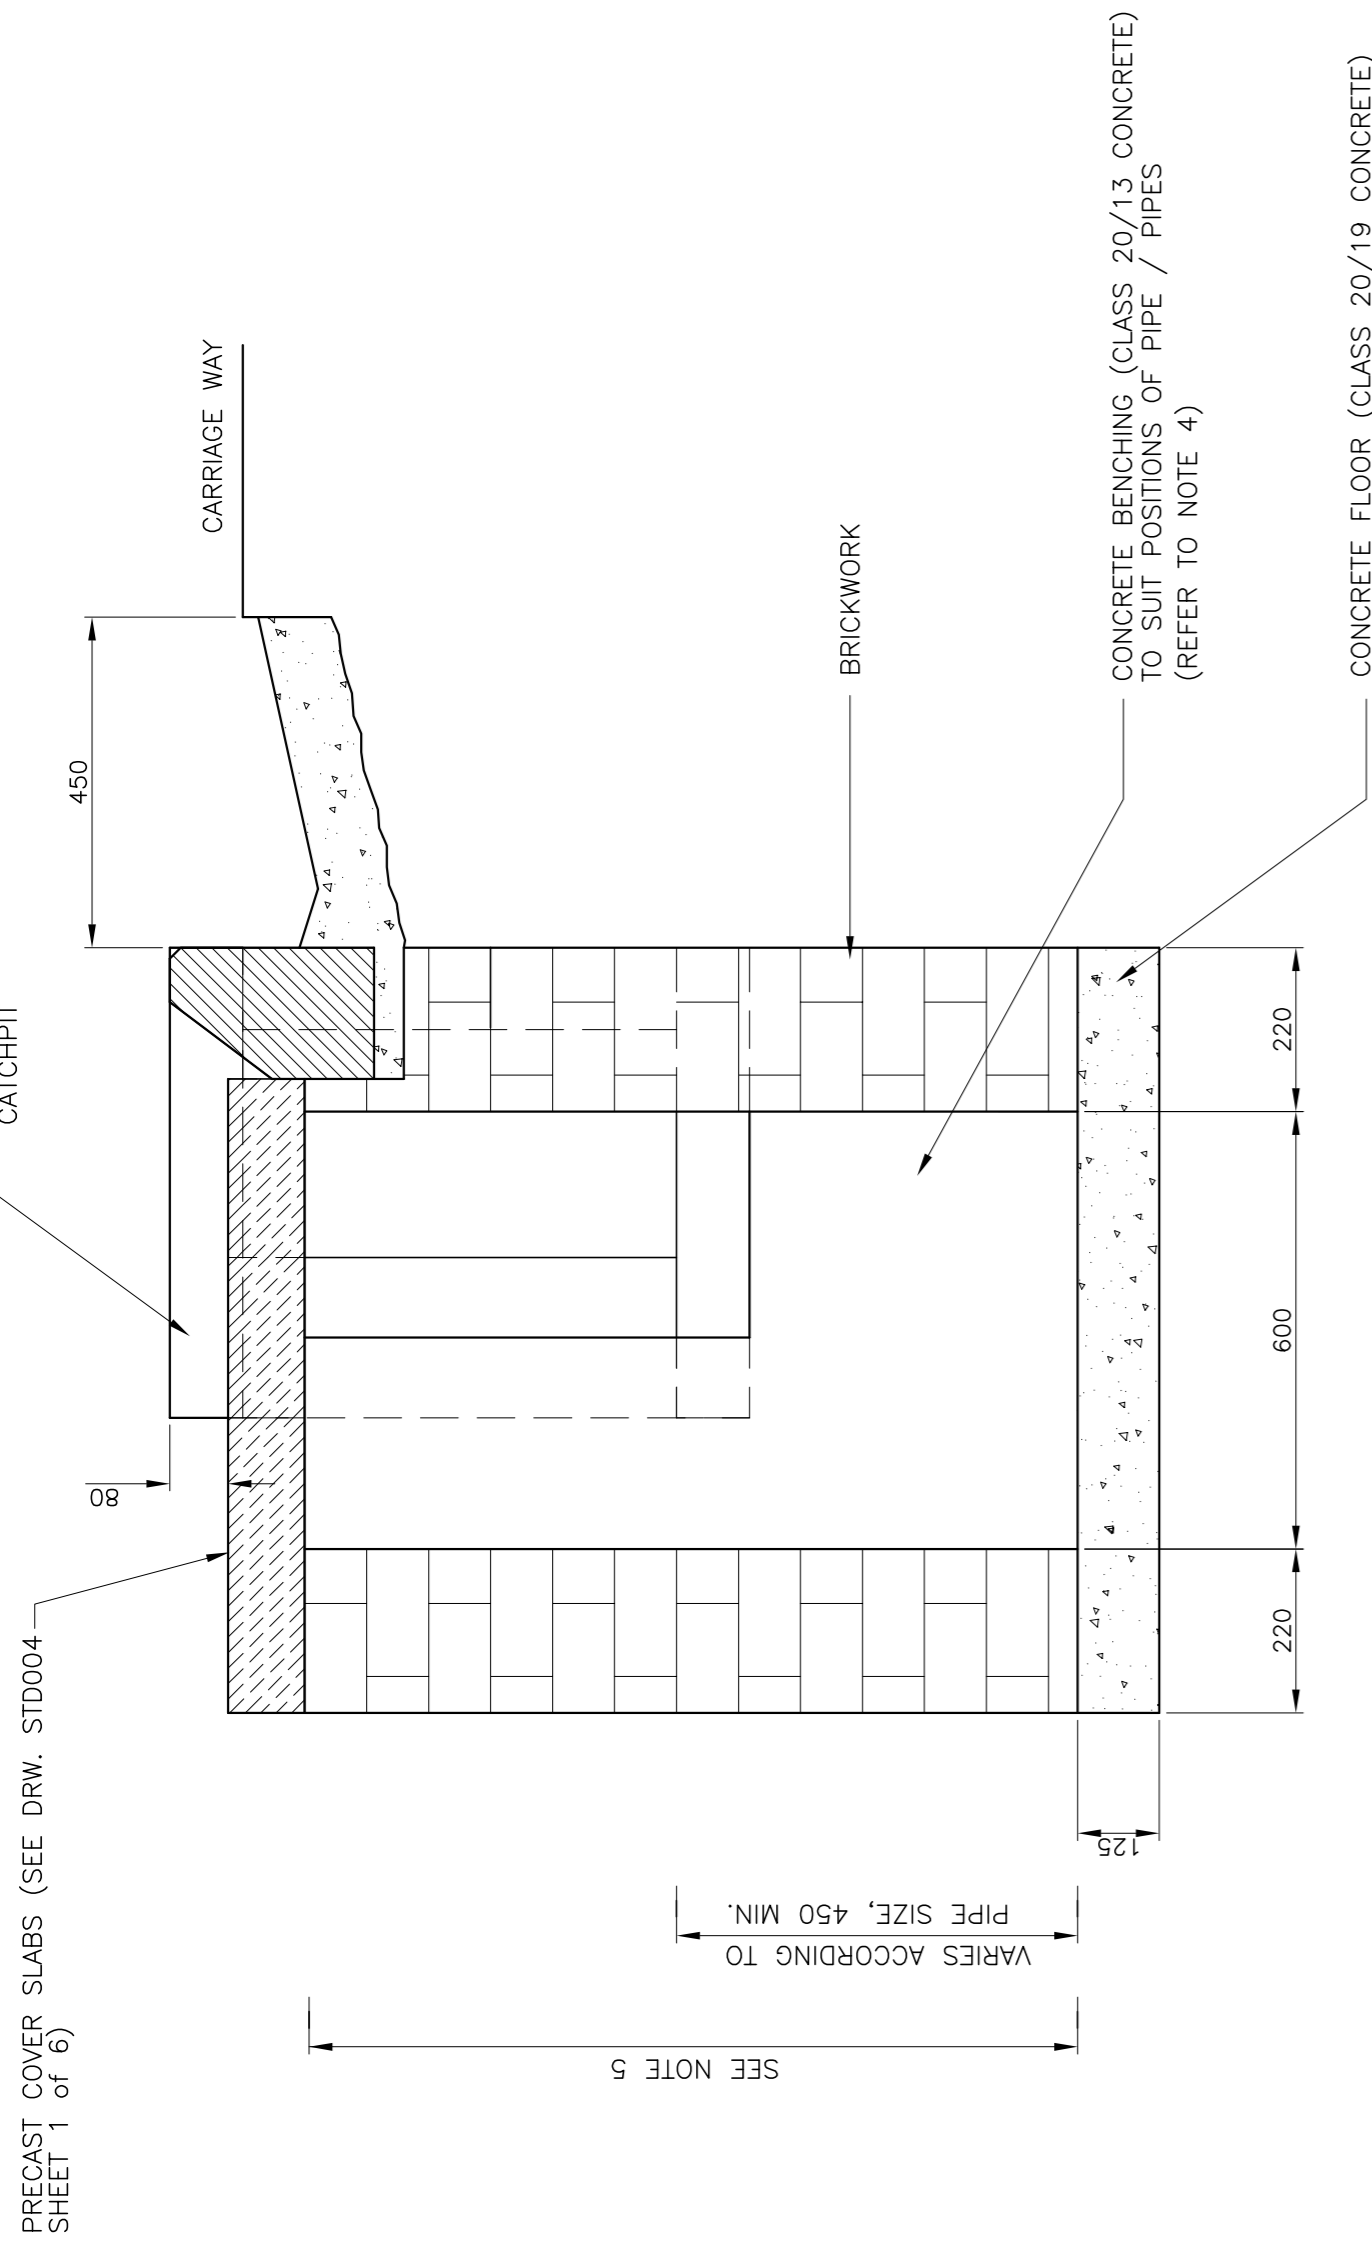 CATCHPIT
450
CARRIAGE WAY
80
PRECAST COVER SLABS (SEE DRW. STD004
SHEET 1 of 6)
BRICKWORK
CONCRETE BENCHING (CLASS 20/13 CONCRETE)
TO SUIT POSITIONS OF PIPE / PIPES
(REFER TO NOTE 4)
CONCRETE FLOOR (CLASS 20/19 CONCRETE)
SEE NOTE 5
VARIES ACCORDING TO
PIPE SIZE, 450 MIN.
125
220
600
220